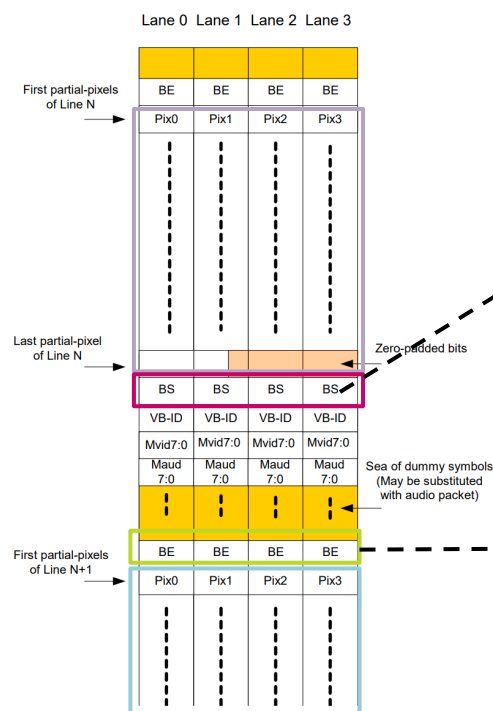 Lane 0 Lane 1 Lane 2 Lane 3
BE BE BE BE
First partial-pixels
of Line N
Pix0 Pix1 Pix2 Pix3
Last partial-pixel
of Line N
Zero-padded bits
BS BS BS BS
VB-ID VB-ID VB-ID VB-ID
Mvid7:0 Mvid7:0 Mvid7:0 Mvid7:0
Maud Maud Maud Maud
7:0 7:0 7:0 7:0
Sea of dummy symbols
(May be substituted
with audio packet)
BE BE BE BE
First partial-pixels
of Line N+1
Pix0 Pix1 Pix2 Pix3